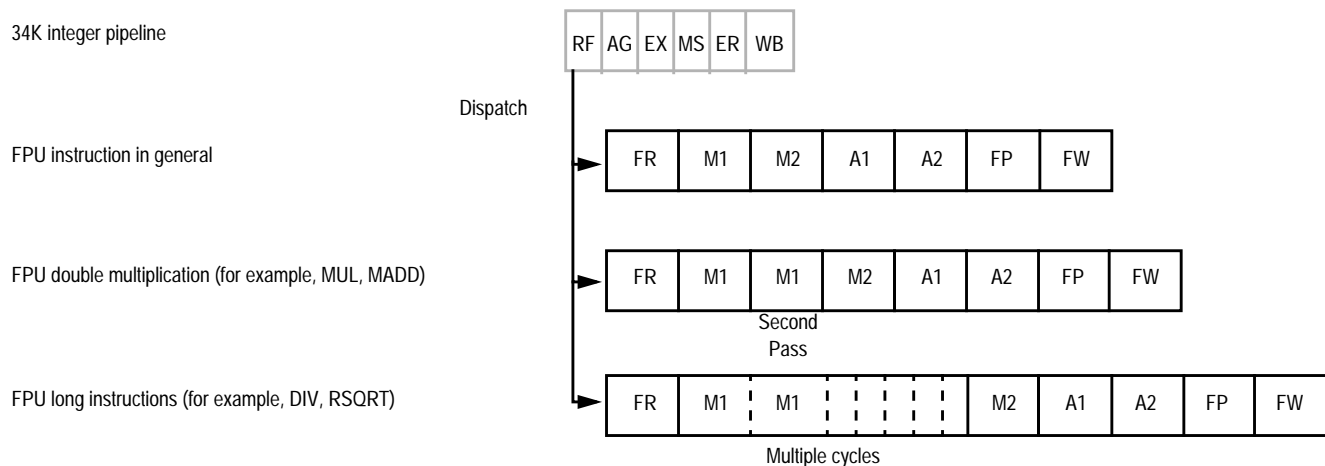 34K integer pipeline
RF AG EX MS ER WB
Dispatch
FPU instruction in general
FR M1 M2 A1 A2 FP FW
FPU double multiplication (for example, MUL, MADD)
FR M1 M1 M2 A1 A2 FP FW
Second
Pass
FPU long instructions (for example, DIV, RSQRT)
FR M1 M1 M2 A1 A2 FP FW
Multiple cycles